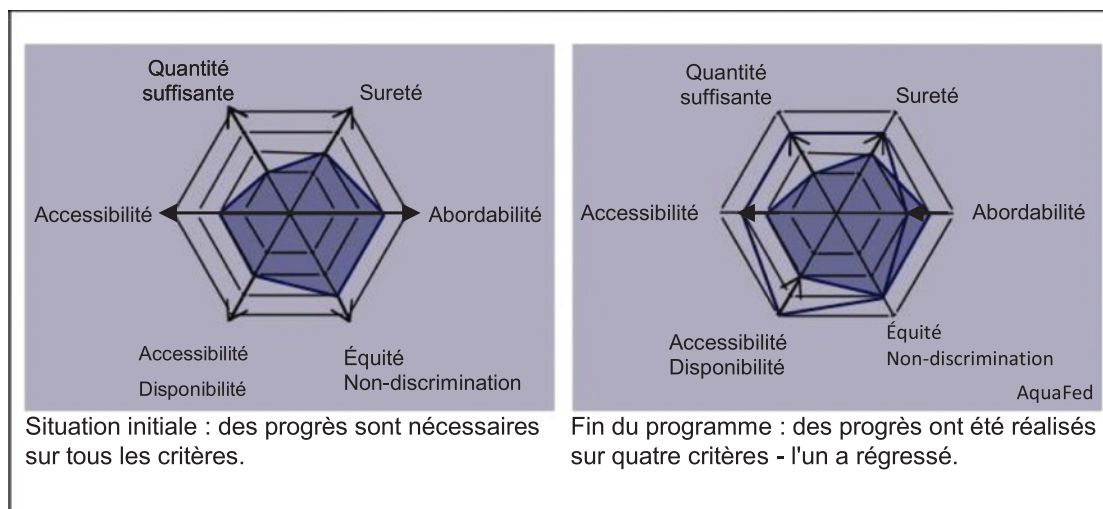 Quantité
suffisante
Sureté
Accessibilité
Abordabilité
Accessibilité
Disponibilité
Équité
Non-discrimination
Situation initiale : des progrès sont nécessaires
sur tous les critères.
Quantité
suffisante
Sureté
Accessibilité
Abordabilité
Accessibilité
Disponibilité
Équité
Non-discrimination
AquaFed
Fin du programme : des progrès ont été réalisés
sur quatre critères - l'un a régressé.